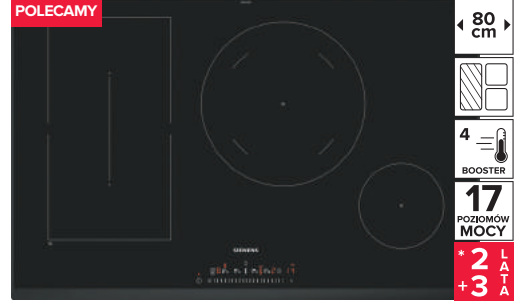 POLECAMY
80
cm
4
BOOSTER
17
POZIOMÓW
MOCY
* 2
+ 3
LATA
SIEMENS